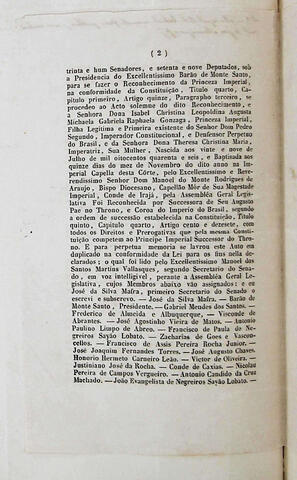 ( 2 )
trinta e hum Senadores, e setenta e nove Deputados, sob
a Presidencia do Excellentissimo Barão de Monte Santo,
para se fazer o Reconhecimento da Princeza Imperial,
na conformidade da Constituição, Titulo quarto, Ca-
pitulo primeiro, Artigo quinze, Paragrapho terceiro, se
procedeo ao Acto solemne do dito Reconhecimento, e
a Senhora Dona Isabel Christina Leopoldina Augusta
Michaela Gabriela Raphaela Gonzaga, Princeza Imperial,
Filha Legitima e Primeira existente do Senhor Dom Pedro
Segundo, Imperador Constitucional, e Deufensor Perpetuo
do Brasil, e da Senhora Dona Theresa Christina Maria,
Imperatriz, Sua Mulher, Nascida aos vinte e nove de
Julho de mil oitocentos quarenta e seis, e Baptisada aos
quinze dias do mez de Novembro do dito anno na Im-
perial Capella desta Côrte, pelo Excellentissimo e Reve-
rendissimo Senhor Dom Manoel do Monte Rodrigues de
Araujo, Bispo Diocesano, Capellão Mór de Sua Magestade
Imperial, Conde de Irajá, pela Assembléa Geral Legisla-
tiva Foi Reconhecida por Successora de Seu Augusto
Pae no Throno, e Coroa do Imperio do Brasil, segundo
a ordem de successão estabelecida na Constituição, Titulo
quinto, Capitulo quarto, Artigo cento e dezesete, com
todos os Direitos e Prerogativas que pela mesma Consti-
tuição competem ao Principe Imperial Successor do Thro-
no. E para perpetua memoria se lavrou este Auto em
duplicado na conformidade da Lei para os fins nella de-
clarados; o qual foi lido pelo Excellentissimo Manoel dos
Santos Martins Vallasques, segundo Secretario do Sena-
do, em voz intelligivel, perante a Assembléa Geral Le-
gislativa, cujos Membros abaixo vão assignados: e eu
José da Silva Mafra, primeiro Secretario do Senado o
escrevi e subscrevo. — José da Silva Mafra. — Barão de
Monte Santo, Presidente. — Manoel dos Santos Martins
Frederico de Almeida e Albuquerque. — Visconde de
Abrantes. — José Agostinho Vieira de Matos. — Antonio
Paulino Limpo de Abreo. — Francisco de Paula de Ne-
greiros Sayão Lobato. — Zacharias de Goes e Vascon-
cellos. — Francisco de Assis Pereira Rocha Junior. —
José Joaquim Fernandes Torres. — José Augusto Chaves.
Honorio Hermeto Carneiro Leão. — Victor de Oliveira. —
Justiniano José da Rocha. — Conde de Caxias. — Nicolau
Pereira de Campos Vergueiro. — Antonio Candido da Cruz
Machado. — João Evangelista de Negreiros Sayão Lobato. —